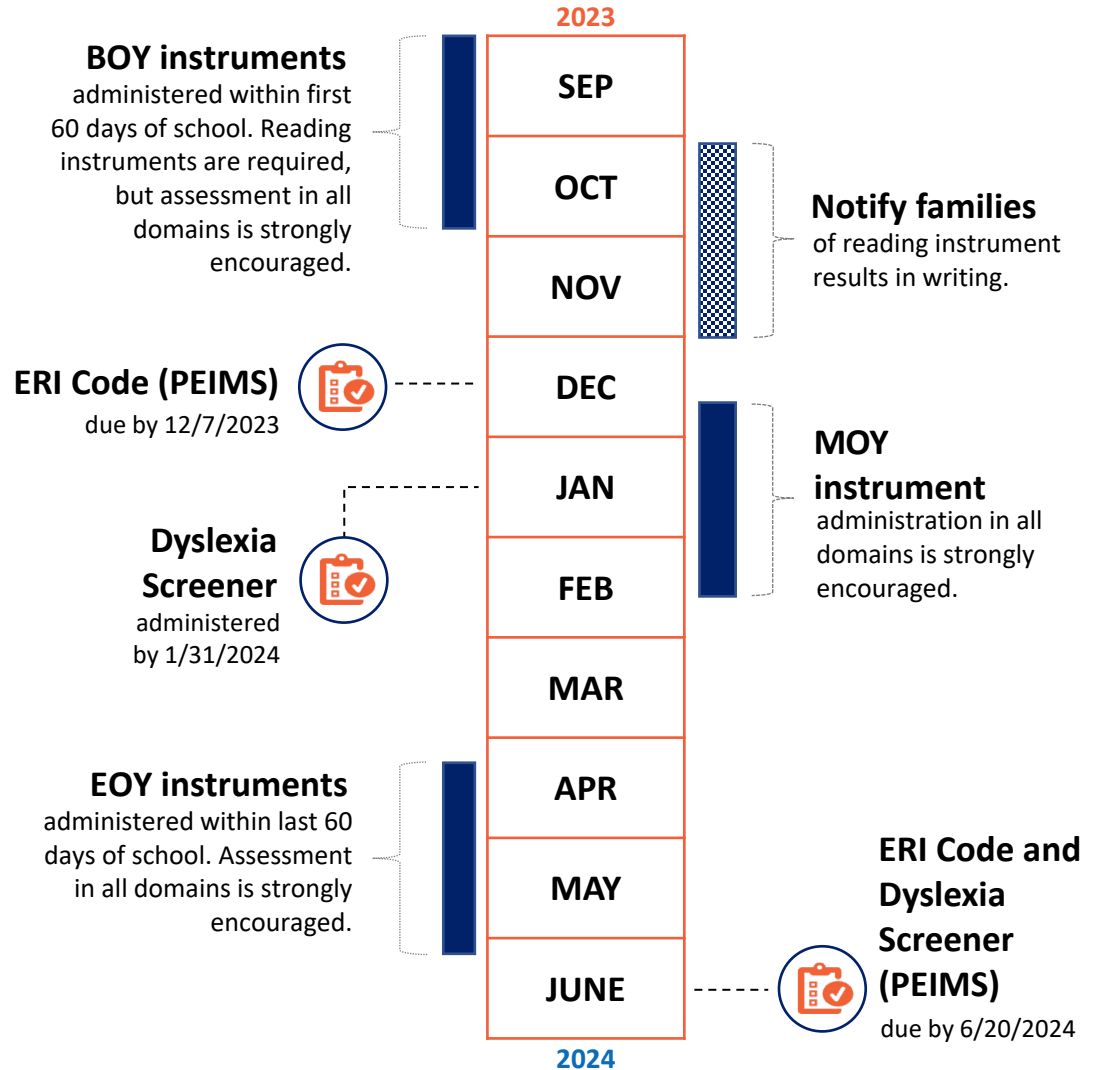 2023
BOY instruments
administered within first
60 days of school. Reading
instruments are required,
but assessment in all
domains is strongly
encouraged.
SEP
OCT
Notify families
of reading instrument
results in writing.
NOV
ERI Code (PEIMS)
due by 12/7/2023
DEC
MOY
instrument
administration in all
domains is strongly
encouraged.
JAN
Dyslexia
Screener
administered
by 1/31/2024
FEB
MAR
EOY instruments
administered within last 60
days of school. Assessment
in all domains is strongly
encouraged.
APR
MAY
ERI Code and
Dyslexia
Screener
(PEIMS)
due by 6/20/2024
JUNE
2024